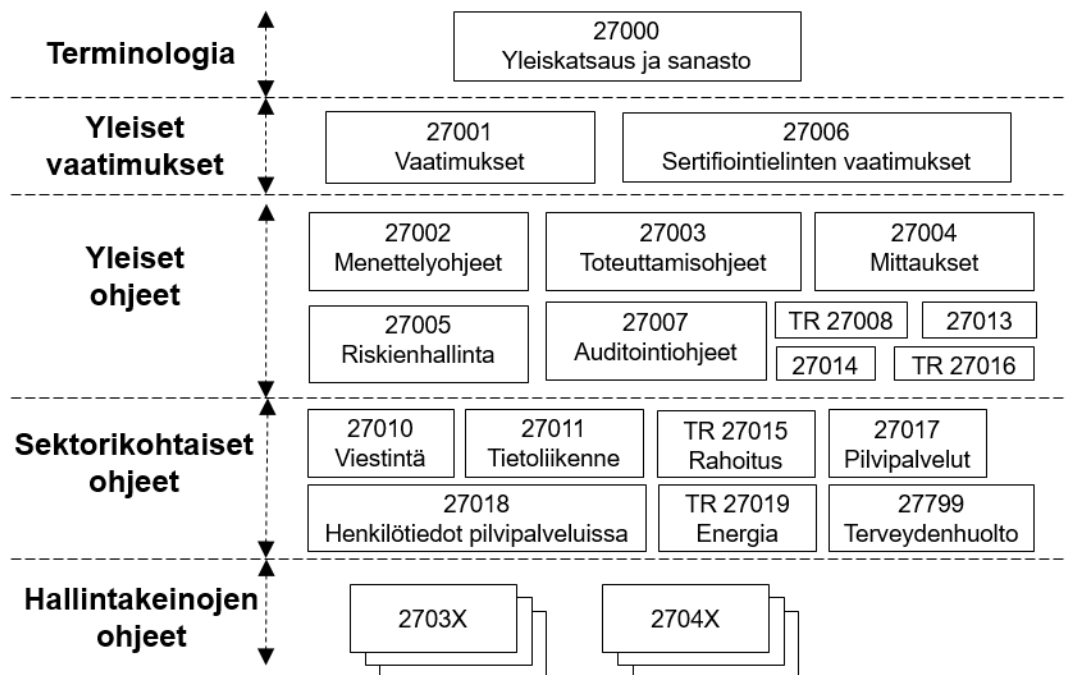 Terminologia
27000
Yleiskatsaus ja sanasto
Yleiset
vaatimukset
27001
Vaatimukset
27006
Sertifiointielinten vaatimukset
Yleiset
ohjeet
27002
Menettelyohjeet
27003
Toteuttamisohjeet
27004
Mittaukset
27005
Riskienhallinta
27007
Auditointiohjeet
TR 27008
27013
27014
TR 27016
Sektorikohtaiset
ohjeet
27010
Viestintä
27011
Tietoliikenne
TR 27015
Rahoitus
27017
Pilvipalvelut
27018
Henkilötiedot pilvipalveluissa
TR 27019
Energia
27799
Terveydenhuolto
Hallintakeinojen
ohjeet
2703X
2704X